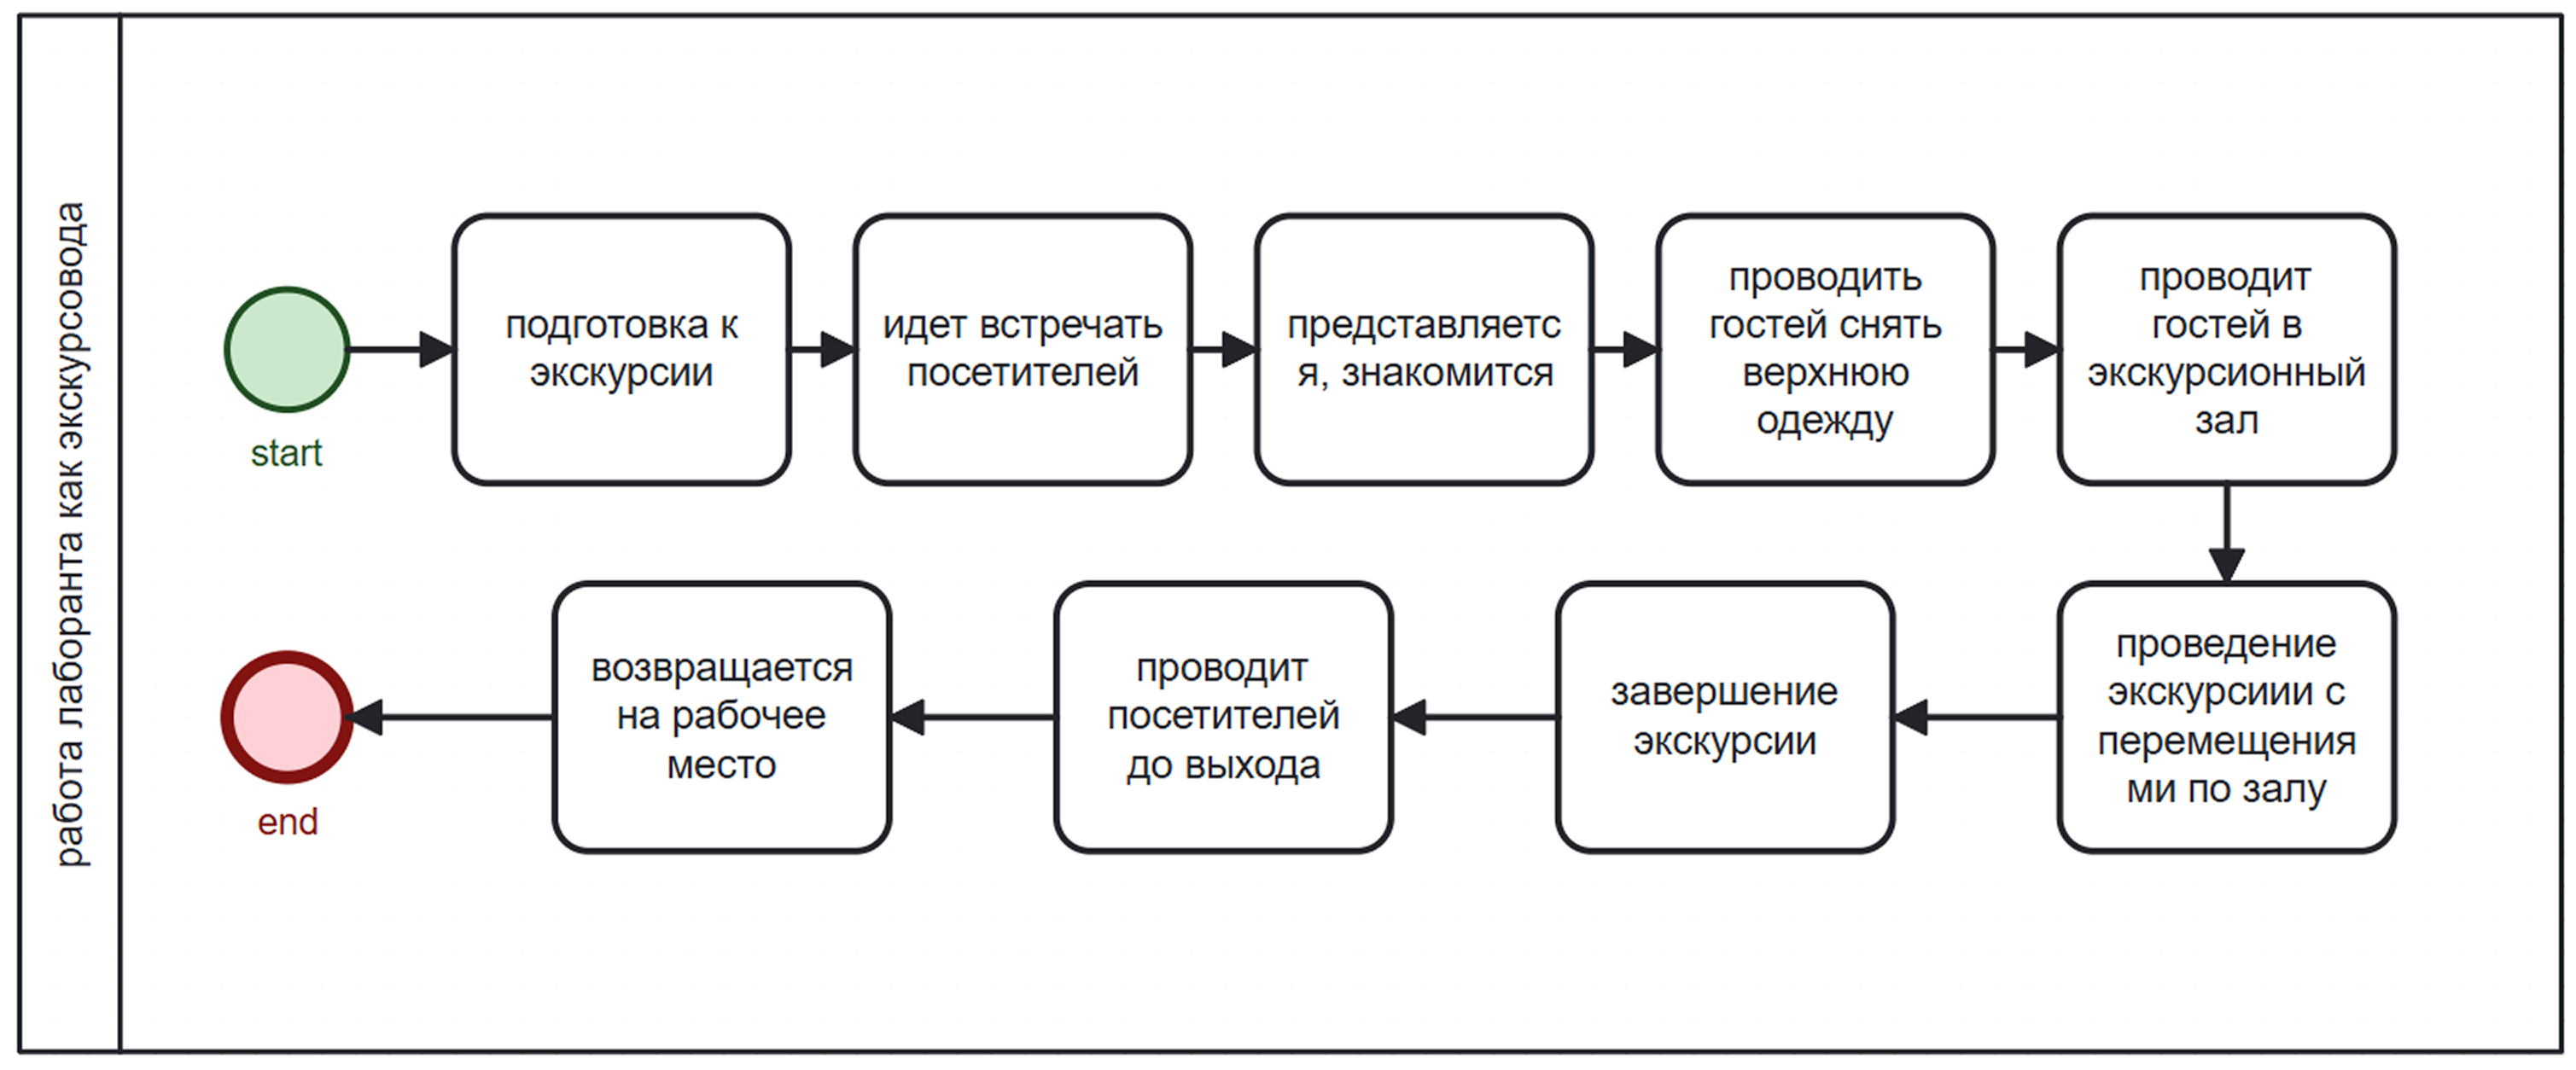 работа лаборанта как экскурсовода
start
подготовка к
экскурсии
идет встречать
посетителей
представляетс
я, знакомится
проводить
гостей снять
верхнюю
одежду
проводит
гостей в
экскурсионный
зал
проведение
экскурсиии с
перемещения
ми по залу
завершение
экскурсии
проводит
посетителей
до выхода
возвращается
на рабочее
место
end